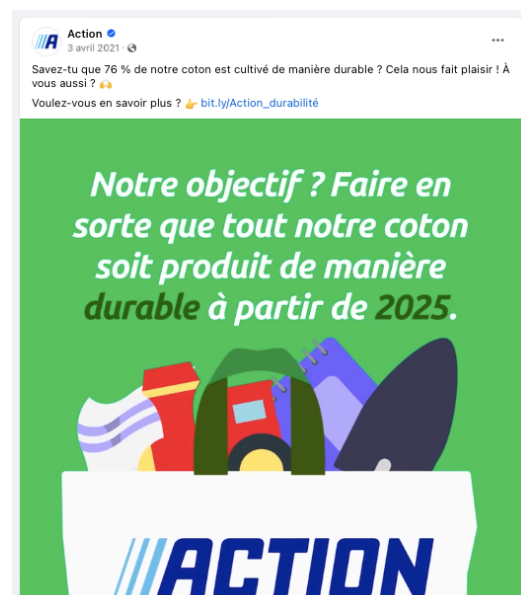 Action
3 avril 2021 ·
Savez-tu que 76 % de notre coton est cultivé de manière durable ? Cela nous fait plaisir ! À
vous aussi ? 🙌
Voulez-vous en savoir plus ? 👉 bit.ly/Action_durabilité
Notre objectif ? Faire en
sorte que tout notre coton
soit produit de manière
durable à partir de 2025.
ACTION